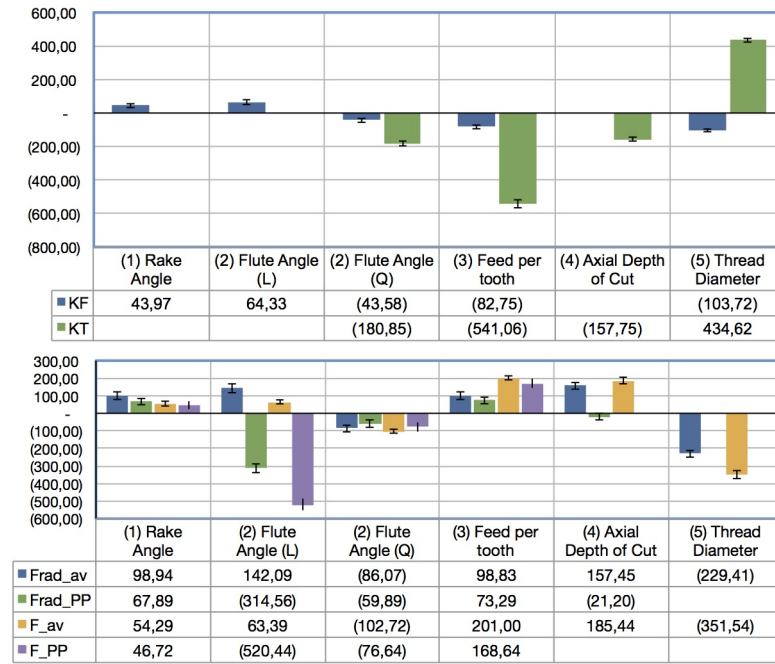 600,00
400,00
200,00
-
(200,00)
(400,00)
(600,00)
(800,00)
(1) Rake Angle (2) Flute Angle (L) (2) Flute Angle (Q) (3) Feed per tooth (4) Axial Depth of Cut (5) Thread Diameter
KF 43,97 64,33 (43,58) (82,75) (103,72)
KT (180,85) (541,06) (157,75) 434,62
300,00
200,00
100,00
-
(100,00)
(200,00)
(300,00)
(400,00)
(500,00)
(600,00)
(1) Rake Angle (2) Flute Angle (L) (2) Flute Angle (Q) (3) Feed per tooth (4) Axial Depth of Cut (5) Thread Diameter
Frad_av 98,94 142,09 (86,07) 98,83 157,45 (229,41)
Frad_PP 67,89 (314,56) (59,89) 73,29 (21,20)
F_av 54,29 63,39 (102,72) 201,00 185,44 (351,54)
F_PP 46,72 (520,44) (76,64) 168,64